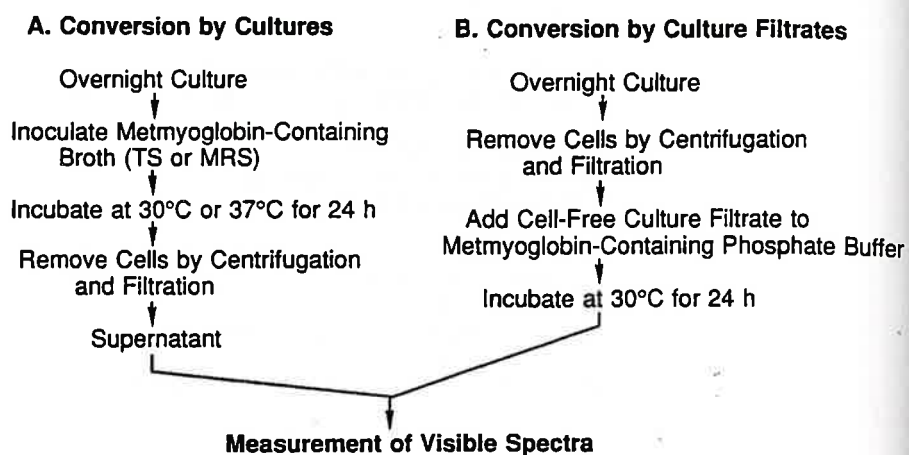 A. Conversion by Cultures
Overnight Culture
Inoculate Metmyoglobin-Containing
Broth (TS or MRS)
Incubate at 30°C or 37°C for 24 h
Remove Cells by Centrifugation
and Filtration
Supernatant
B. Conversion by Culture Filtrates
Overnight Culture
Remove Cells by Centrifugation
and Filtration
Add Cell-Free Culture Filtrate to
Metmyoglobin-Containing Phosphate Buffer
Incubate at 30°C for 24 h
Measurement of Visible Spectra